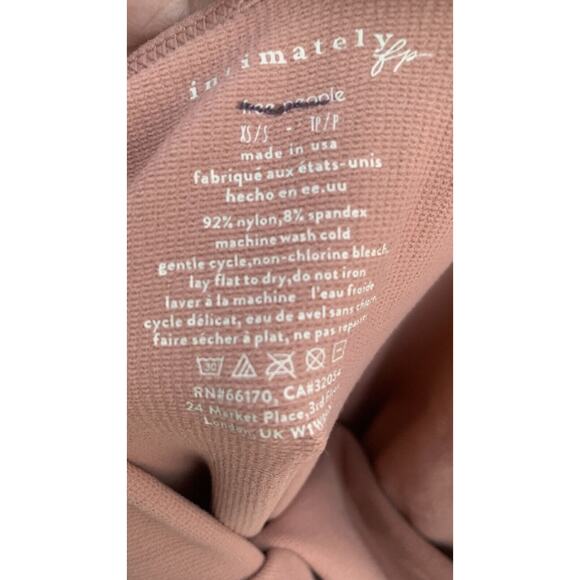 intimately fp
free people
XS/S - TP/P
made in usa
fabriqué aux états-unis
hecho en ee.uu
92% nylon,8% spandex
machine wash cold
gentle cycle,non-chlorine bleach,
lay flat to dry,do not iron
laver à la machine l'eau froide
cycle délicat, eau de avel sans
faire sécher à plat, ne pas
30
RN#66170,
24 Market Place,3rd
London, UK